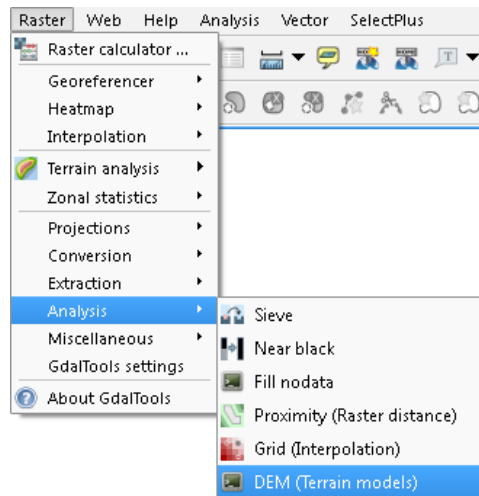 Raster Web Help Analysis Vector SelectPlus
Raster calculator ...
Georeferencer
Heatmap
Interpolation
Terrain analysis
Zonal statistics
Projections
Conversion
Extraction
Analysis
Miscellaneous
GdalTools settings
About GdalTools
Sieve
Near black
Fill nodata
Proximity (Raster distance)
Grid (Interpolation)
DEM (Terrain models)